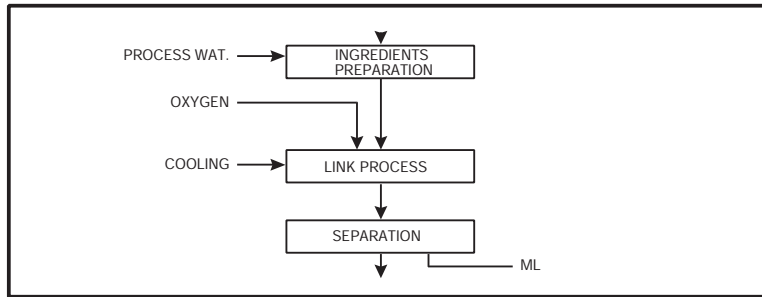 PROCESS WAT.
INGREDIENTS
PREPARATION
OXYGEN
COOLING
LINK PROCESS
SEPARATION
ML